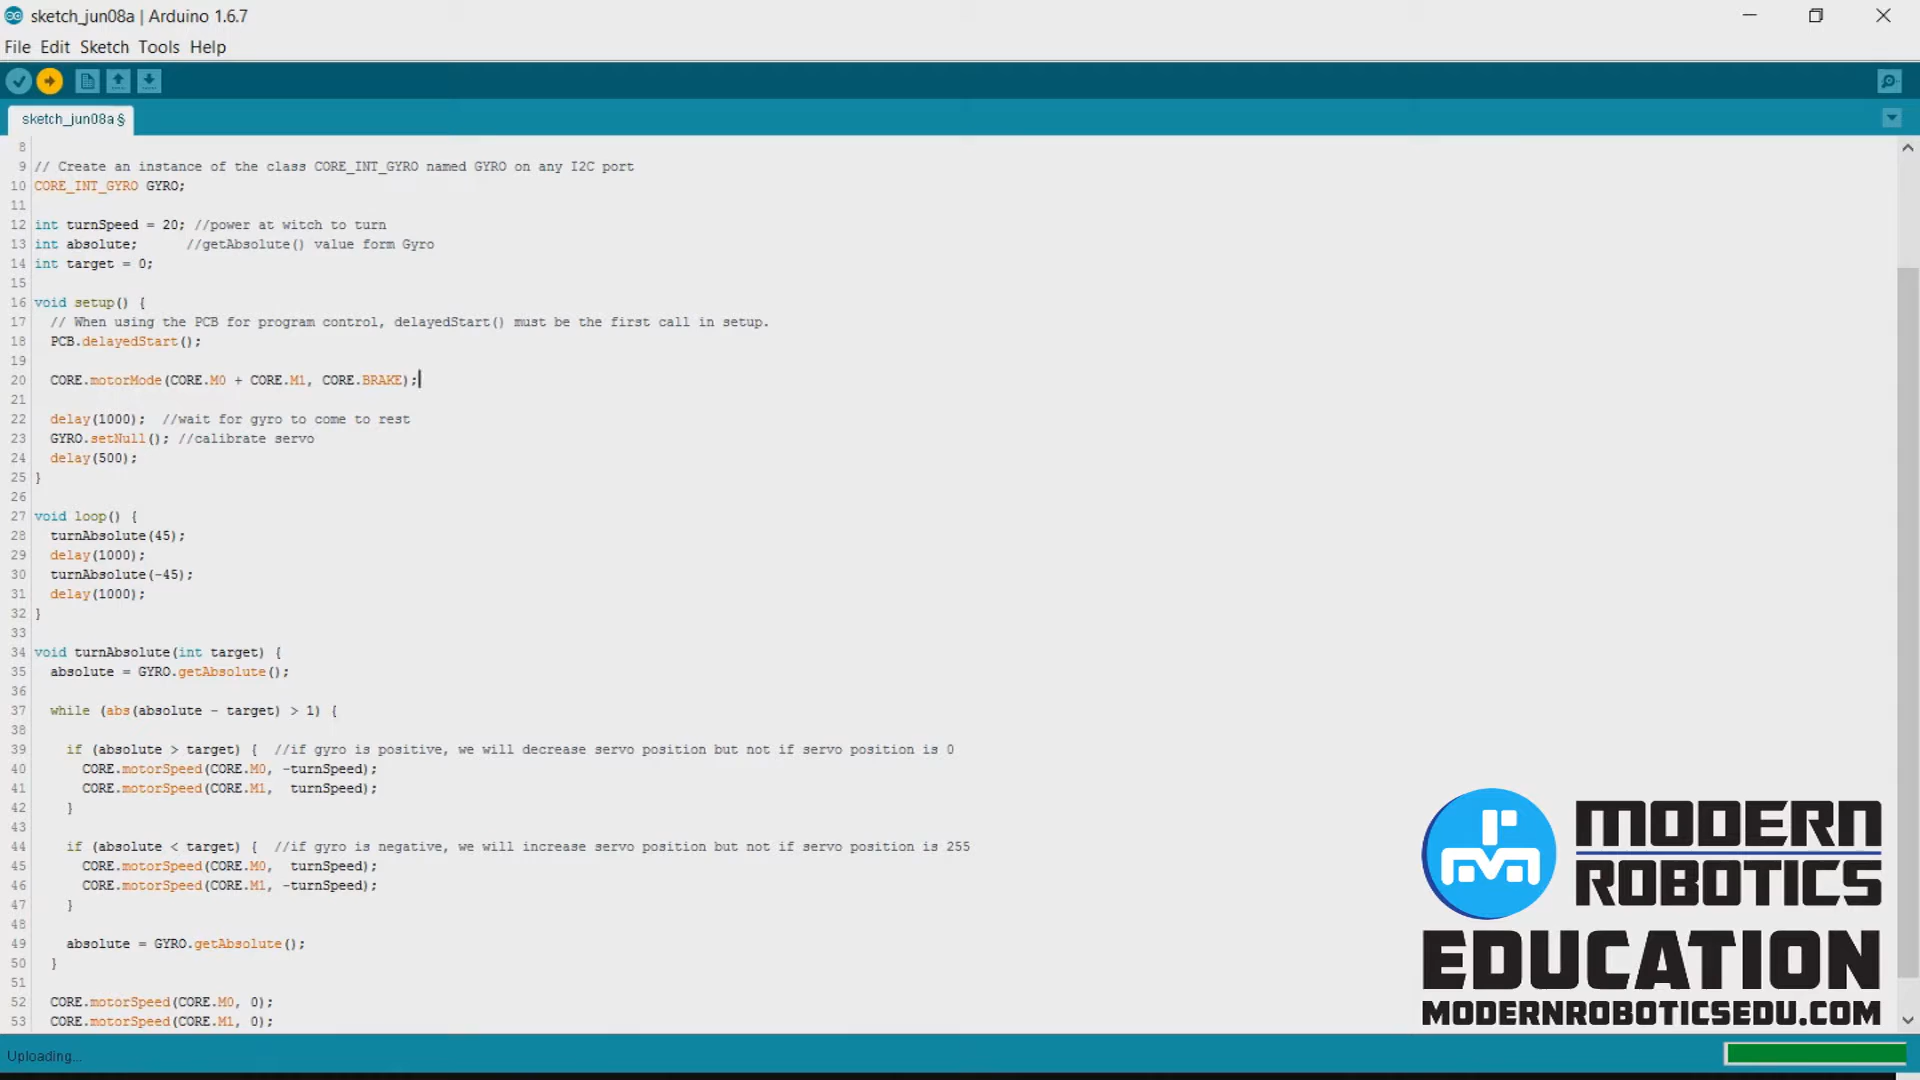 sketch_jun08a | Arduino 1.6.7
File Edit Sketch Tools Help
sketch_jun08a §
8
9 // Create an instance of the class CORE_INT_GYRO named GYRO on any I2C port
10 CORE_INT_GYRO GYRO;
11
12 int turnSpeed = 20; //power at witch to turn
13 int absolute;      //getAbsolute() value form Gyro
14 int target = 0;
15
16 void setup() {
17   // When using the PCB for program control, delayedStart() must be the first call in setup.
18   PCB.delayedStart();
19
20   CORE.motorMode(CORE.M0 + CORE.M1, CORE.BRAKE);
21
22   delay(1000);  //wait for gyro to come to rest
23   GYRO.setNull(); //calibrate servo
24   delay(500);
25 }
26
27 void loop() {
28   turnAbsolute(45);
29   delay(1000);
30   turnAbsolute(-45);
31   delay(1000);
32 }
33
34 void turnAbsolute(int target) {
35   absolute = GYRO.getAbsolute();
36
37   while (abs(absolute - target) > 1) {
38
39     if (absolute > target) {  //if gyro is positive, we will decrease servo position but not if servo position is 0
40       CORE.motorSpeed(CORE.M0, -turnSpeed);
41       CORE.motorSpeed(CORE.M1,  turnSpeed);
42     }
43
44     if (absolute < target) {  //if gyro is negative, we will increase servo position but not if servo position is 255
45       CORE.motorSpeed(CORE.M0,  turnSpeed);
46       CORE.motorSpeed(CORE.M1, -turnSpeed);
47     }
48
49     absolute = GYRO.getAbsolute();
50   }
51
52   CORE.motorSpeed(CORE.M0, 0);
53   CORE.motorSpeed(CORE.M1, 0);
MODERN
ROBOTICS
EDUCATION
MODERNROBOTICSEDU.COM
Uploading...